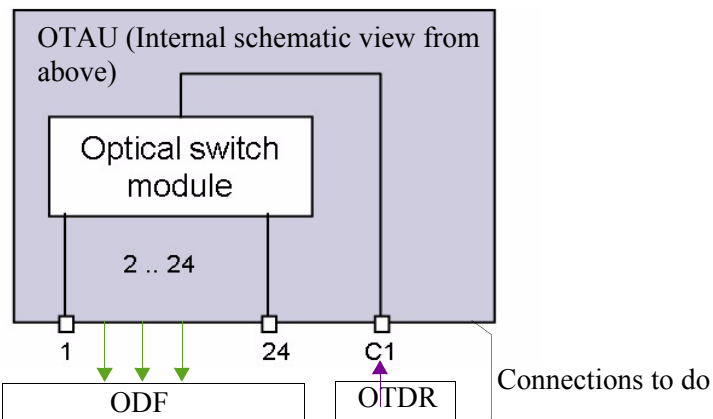 OTAU (Internal schematic view from
above)
Optical switch
module
2 .. 24
1
24
C1
Connections to do
ODF
OTDR